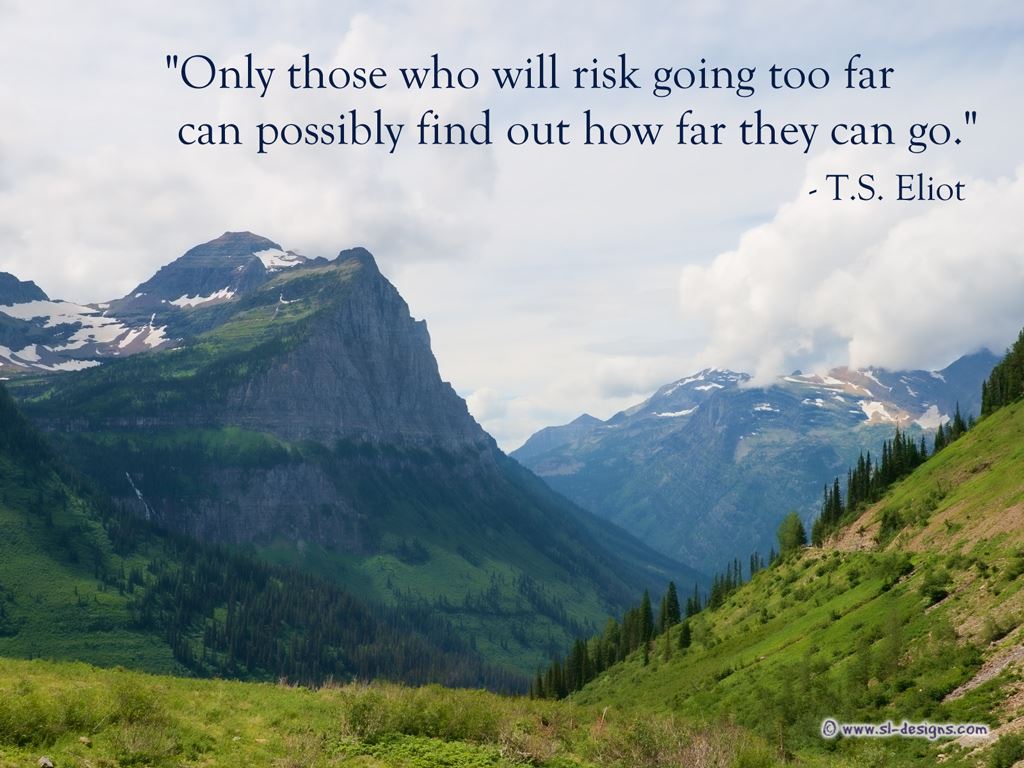 "Only those who will risk going too far
can possibly find out how far they can go."
- T.S. Eliot
© www.sl-designs.com